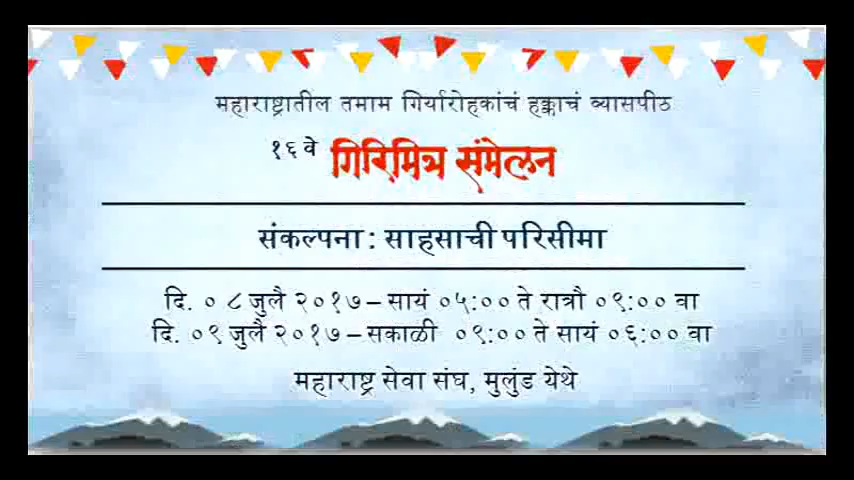 महाराष्ट्रातील तमाम गिर्यारोहकांचं हक्काचं व्यासपीठ
१६ वे गिरिमित्र संमेलन
संकल्पना : साहसाची परिसीमा
दि. ०८ जुलै २०१७ – सायं ०५:०० ते रात्रौ ०९:०० वा
दि. ०९ जुलै २०१७ – सकाळी ०९:०० ते सायं ०६:०० वा
महाराष्ट्र सेवा संघ, मुलुंड येथे